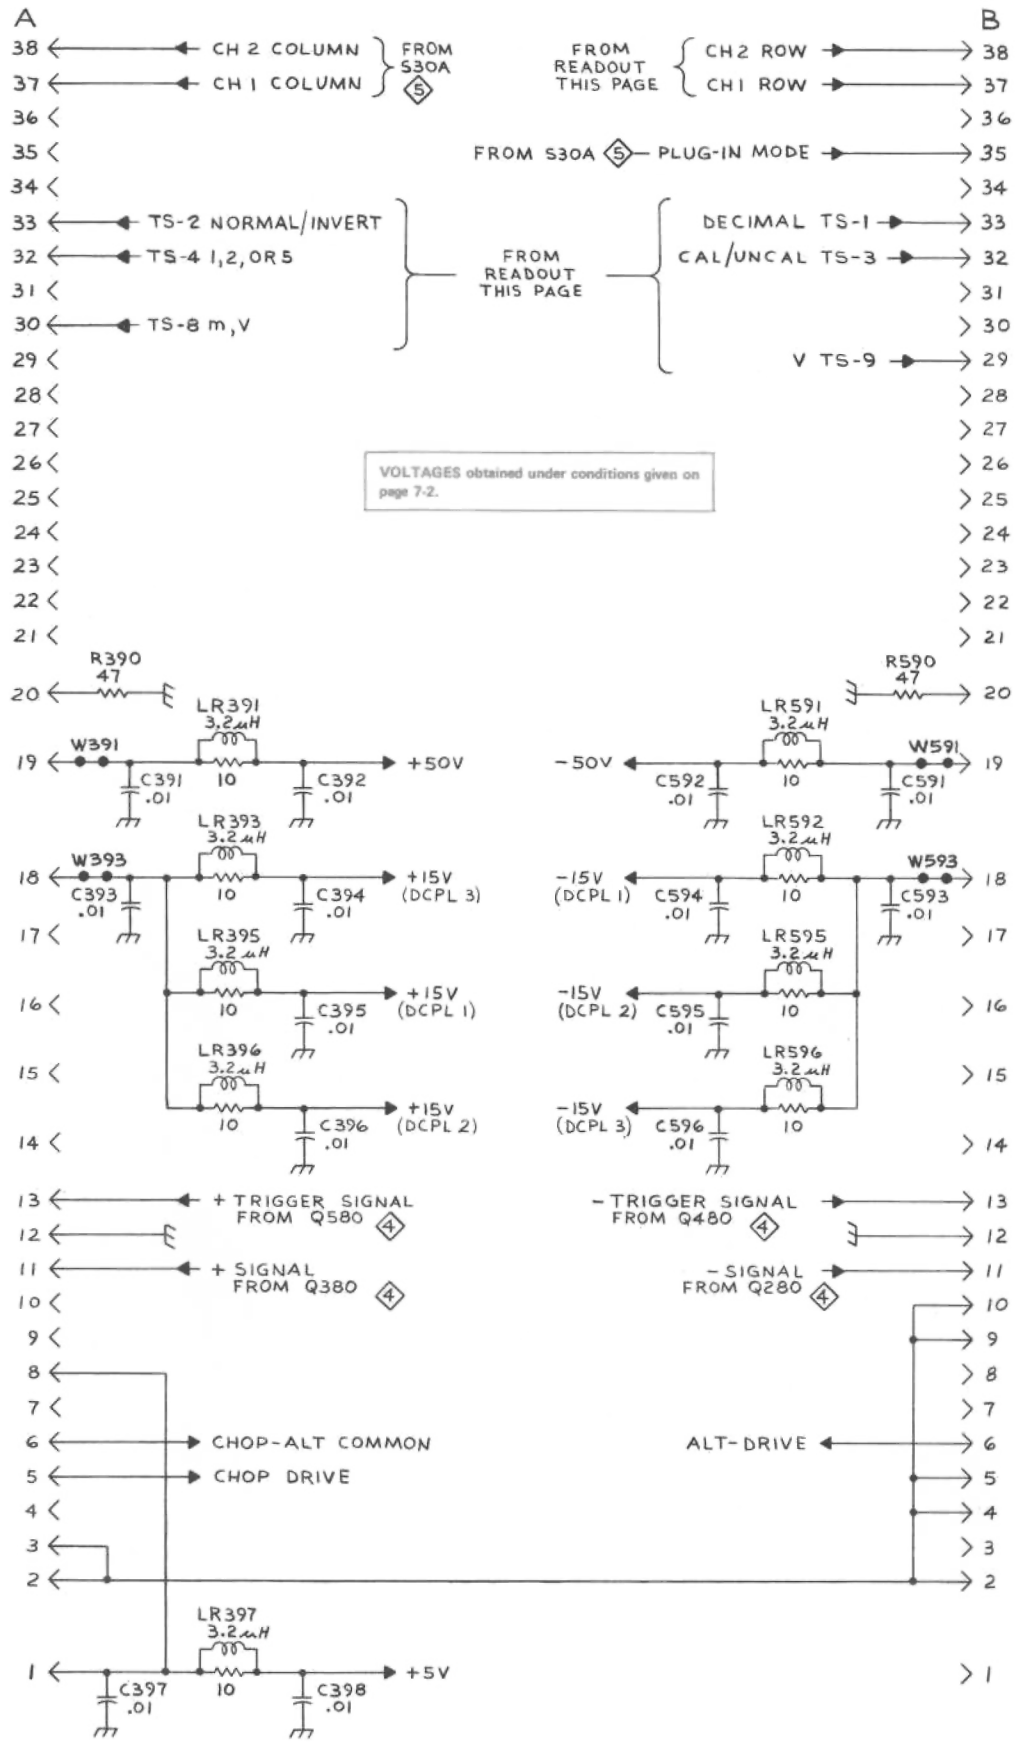 A B
38 CH 2 COLUMN FROM S30A 5 FROM READOUT THIS PAGE CH 2 ROW 38
37 CH 1 COLUMN CH 1 ROW 37
36 36
35 FROM S30A 5 PLUG-IN MODE 35
34 34
33 TS-2 NORMAL/INVERT DECIMAL TS-1 33
32 TS-4 1,2,OR5 FROM READOUT THIS PAGE CAL/UNCAL TS-3 32
31 31
30 TS-8 m,V 30
29 V TS-9 29
28 28
27 27
26 26
VOLTAGES obtained under conditions given on
page 7-2.
25 25
24 24
23 23
22 22
21 21
R390 R590
47 47
20 20
LR391 LR591
3.2μH 3.2μH
W391 W591
19 +50V -50V 19
C391 10 C392 C592 10 C591
.01 .01 .01 .01
LR393 LR592
3.2μH 3.2μH
W393 W593
18 +15V -15V 18
C393 10 C394 (DCPL 3) (DCPL 1) C594 10 C593
.01 .01 .01 .01
17 17
LR395 LR595
3.2μH 3.2μH
16 +15V -15V 16
10 C395 (DCPL 1) (DCPL 2) C595 10
.01 .01
LR396 LR596
3.2μH 3.2μH
15 15
+15V -15V
10 C396 (DCPL 2) (DCPL 3) C596 10
.01 .01
14 14
13 + TRIGGER SIGNAL - TRIGGER SIGNAL 13
FROM Q580 4 FROM Q480 4
12 12
11 + SIGNAL - SIGNAL 11
FROM Q380 4 FROM Q280 4
10 10
9 9
8 8
7 7
6 CHOP-ALT COMMON ALT-DRIVE 6
5 CHOP DRIVE 5
4 4
3 3
2 2
LR397
3.2μH
1 +5V 1
C397 10 C398
.01 .01